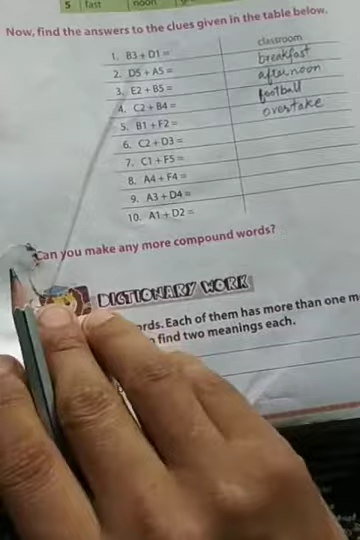 5 fast noon
Now, find the answers to the clues given in the table below.
1. B3 + D1 = classroom
2. D5 + A5 = breakfast
3. E2 + B5 = afternoon
4. C2 + B4 = football
5. B1 + F2 = overtake
6. C2 + D3 =
7. C1 + F5 =
8. A4 + F4 =
9. A3 + D4 =
10. A1 + D2 =
Can you make any more compound words?
DICTIONARY WORK
rds. Each of them has more than one m
find two meanings each.